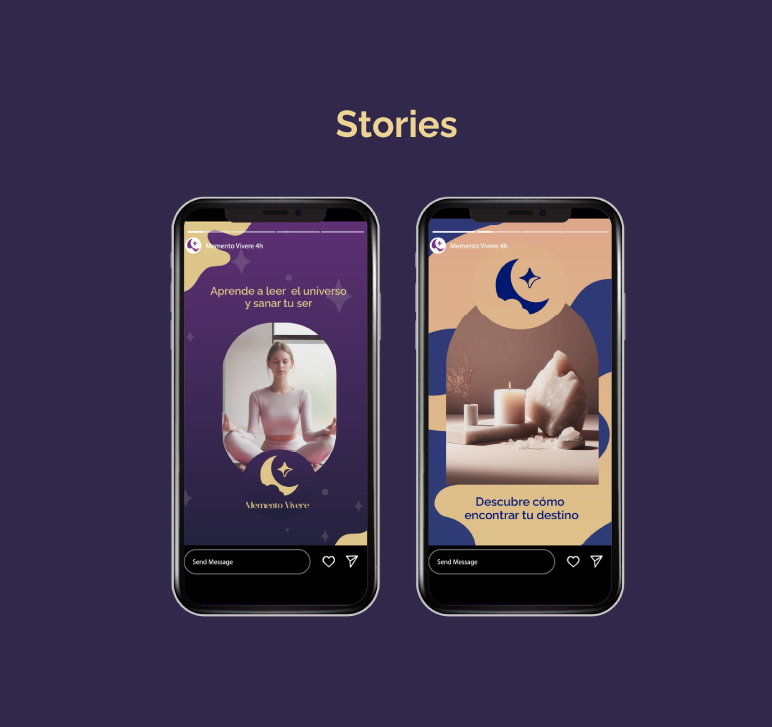 Stories
Memento Vivere 4h
Aprende a leer el universo
y sanar tu ser
Memento Vivere
Send Message
Memento Vivere 4h
Descubre cómo
encontrar tu destino
Send Message